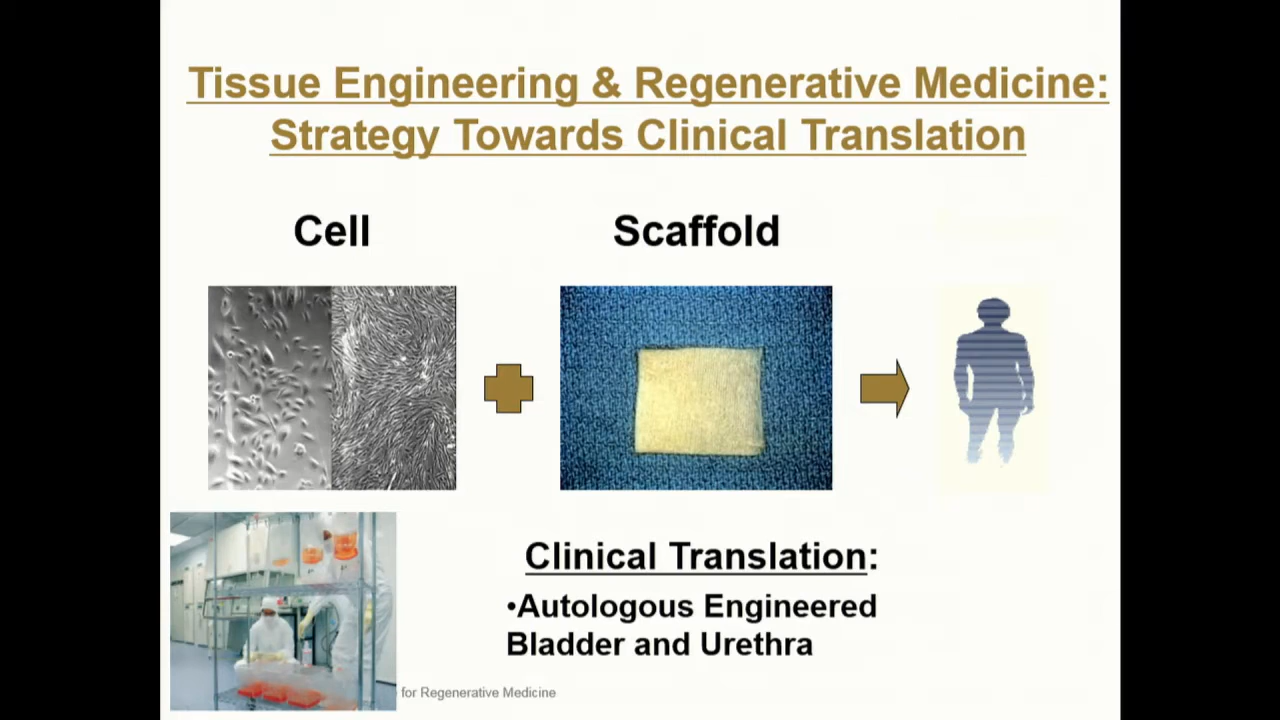 Tissue Engineering & Regenerative Medicine:
Strategy Towards Clinical Translation
Cell
Scaffold
Clinical Translation:
•Autologous Engineered
Bladder and Urethra
for Regenerative Medicine